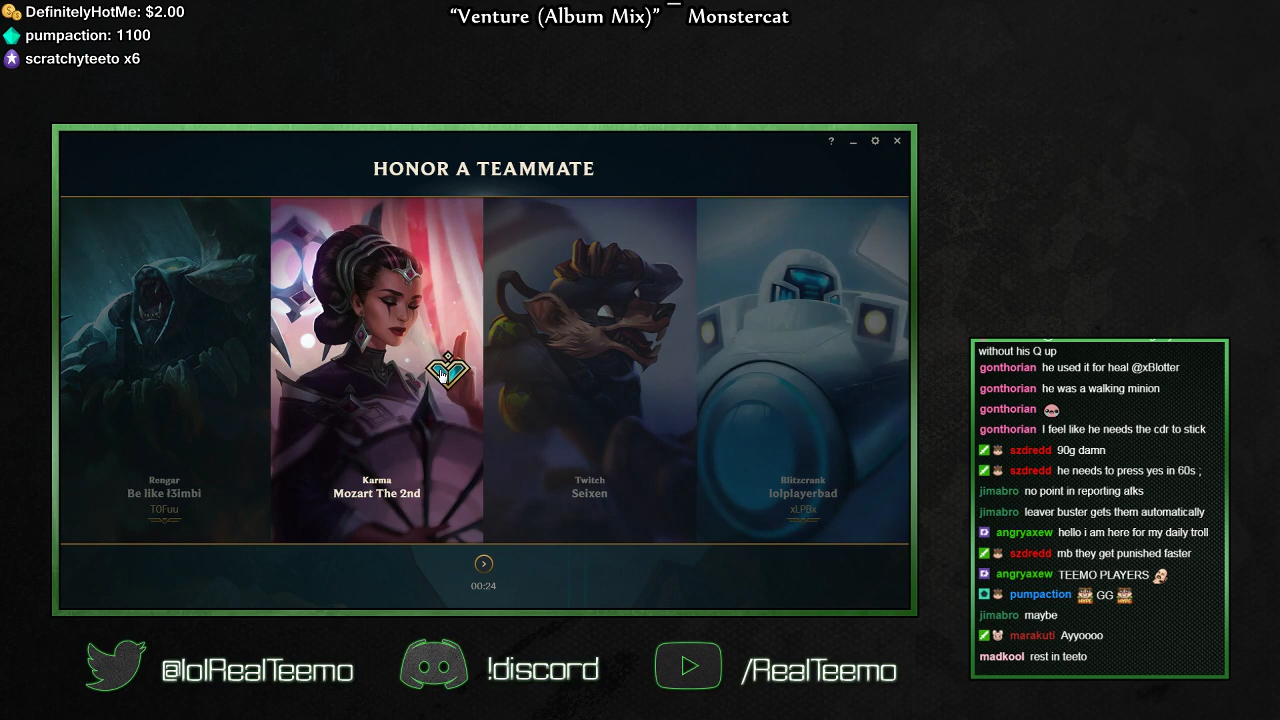 DefinitelyHotMe: $2.00
pumpaction: 1100
scratchyteeto x6
“Venture (Album Mix)” — Monstercat
?
HONOR A TEAMMATE
Rengar
Be like l3imbi
TOFuu
Karma
Mozart The 2nd
Twitch
Seixen
Blitzcrank
lolplayerbad
xLPBx
00:24
without his Q up
gonthorian he used it for heal @xBlotter
gonthorian he was a walking minion
gonthorian
gonthorian I feel like he needs the cdr to stick
szdredd 90g damn
szdredd he needs to press yes in 60s ;
jimabro no point in reporting afks
jimabro leaver buster gets them automatically
angryaxew hello i am here for my daily troll
szdredd mb they get punished faster
angryaxew TEEMO PLAYERS
pumpaction GG
jimabro maybe
marakuti Ayyoooo
madkool rest in teeto
@lolRealTeemo
!discord
/RealTeemo